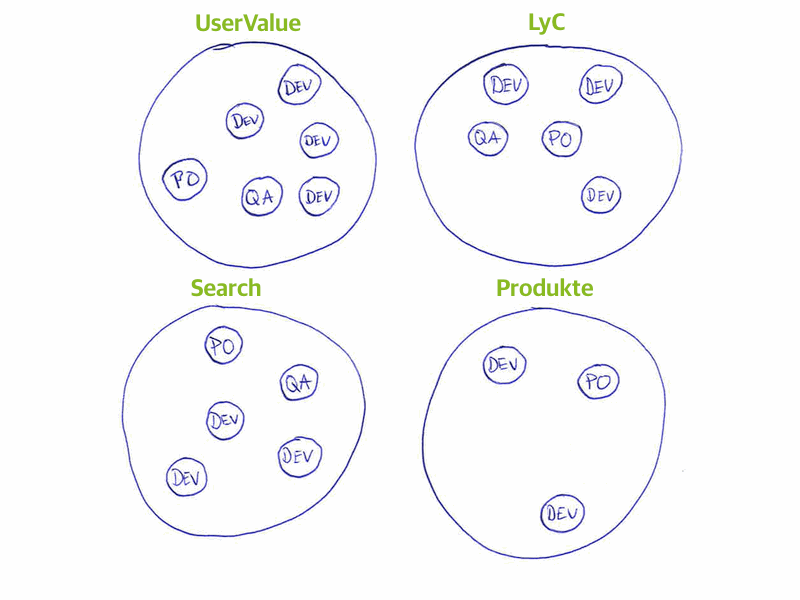 UserValue
DEV
DEV
DEV
PO
QA
DEV
LyC
DEV
DEV
QA
PO
DEV
Search
PO
QA
DEV
DEV
DEV
Produkte
DEV
PO
DEV